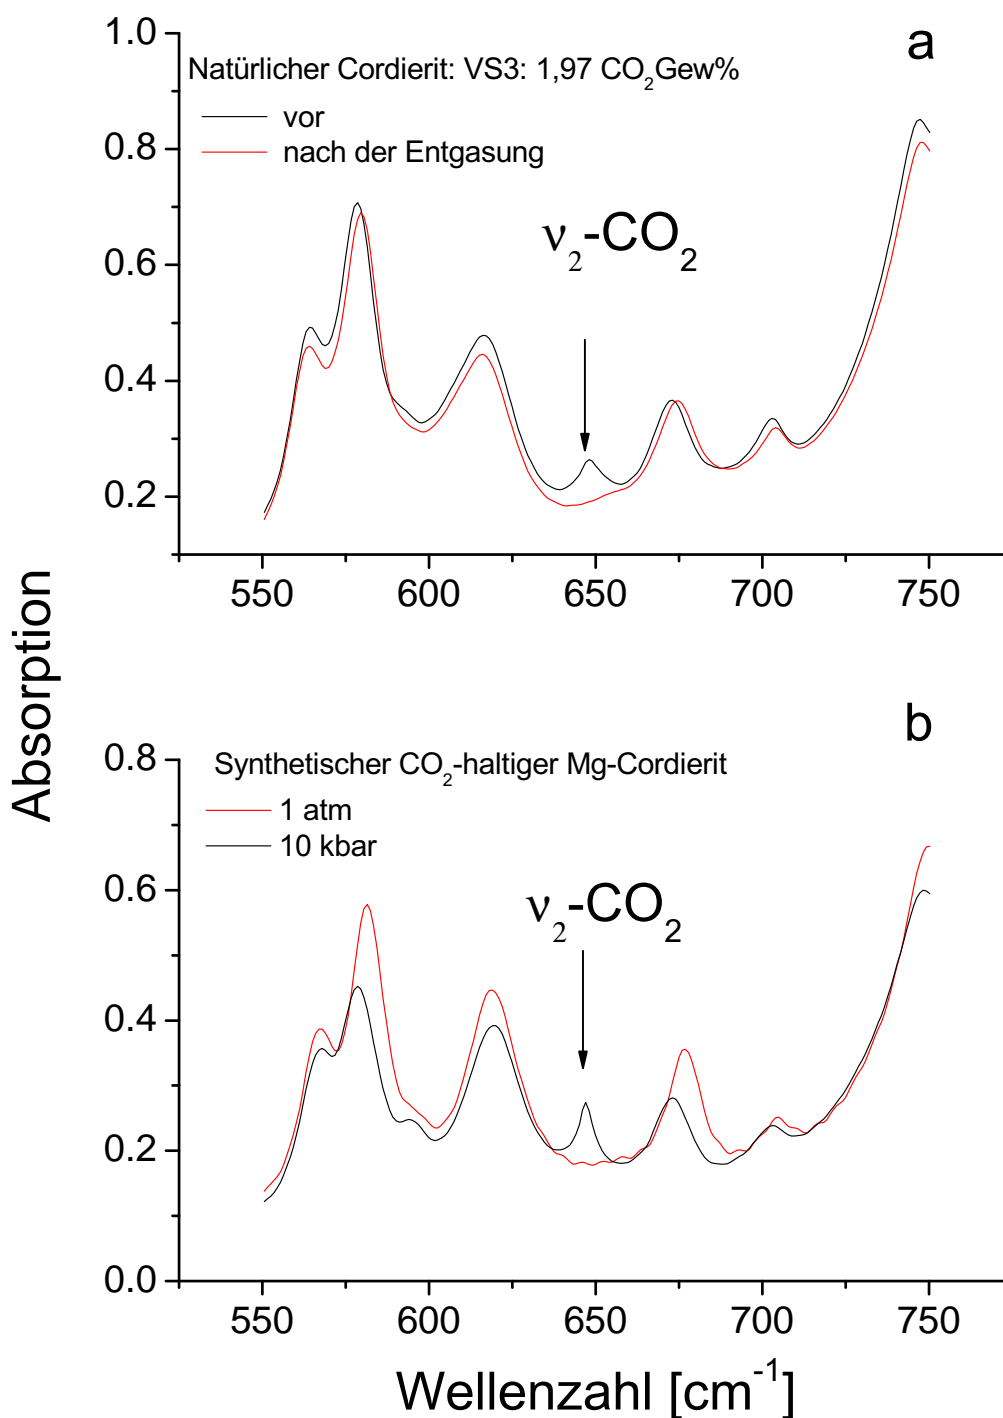 a
Natürlicher Cordierit: VS3: 1,97 CO₂Gew%
vor
nach der Entgasung
ν₂-CO₂
1.0
0.8
0.6
0.4
0.2
550 600 650 700 750
Absorption
b
Synthetischer CO₂-haltiger Mg-Cordierit
1 atm
10 kbar
ν₂-CO₂
0.8
0.6
0.4
0.2
0.0
550 600 650 700 750
Wellenzahl [cm⁻¹]